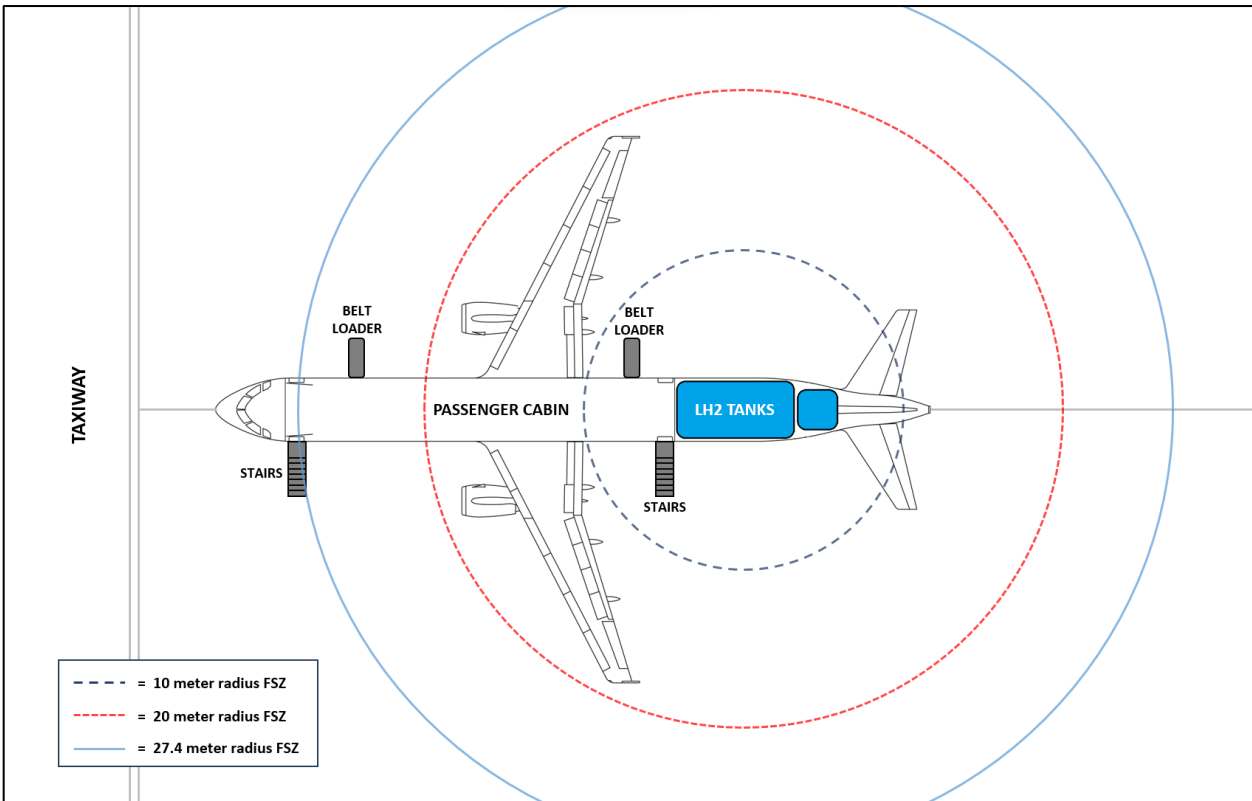 BELT
LOADER
BELT
LOADER
TAXIWAY
PASSENGER CABIN
LH2 TANKS
STAIRS
STAIRS
= 10 meter radius FSZ
= 20 meter radius FSZ
= 27.4 meter radius FSZ